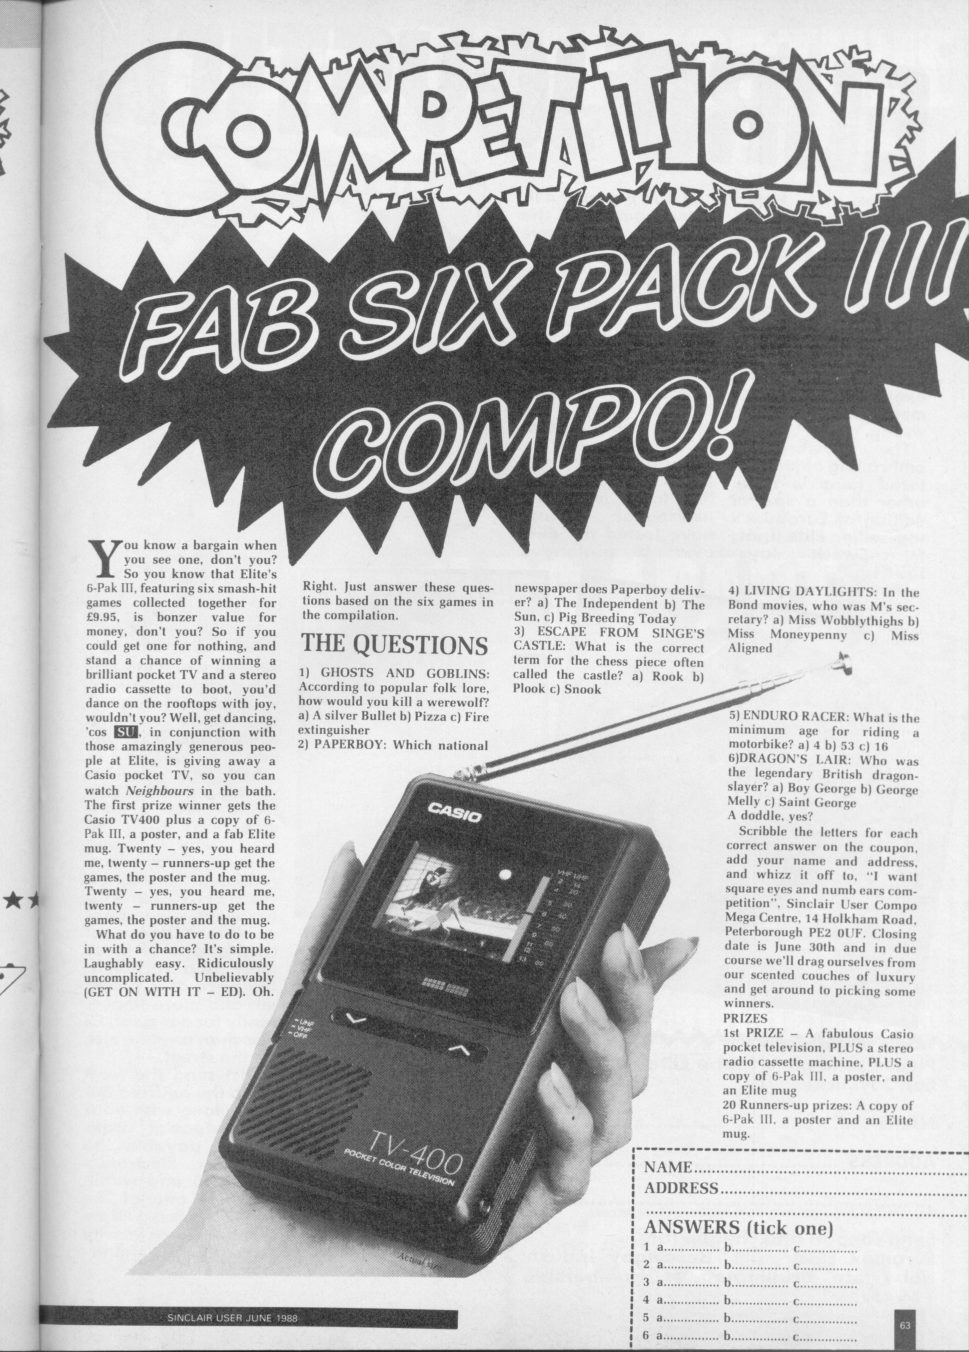 COMPETITION
FAB SIX PACK III
COMPO!
You know a bargain when
you see one, don't you?
So you know that Elite's
6-Pak III, featuring six smash-hit
games collected together for
£9.95, is bonzer value for
money, don't you? So if you
could get one for nothing, and
stand a chance of winning a
brilliant pocket TV and a stereo
radio cassette to boot, you'd
dance on the rooftops with joy,
wouldn't you? Well, get dancing,
'cos SU, in conjunction with
those amazingly generous peo-
ple at Elite, is giving away a
Casio pocket TV, so you can
watch Neighbours in the bath.
The first prize winner gets the
Casio TV400 plus a copy of 6-
Pak III, a poster, and a fab Elite
mug. Twenty – yes, you heard
me, twenty – runners-up get the
games, the poster and the mug.
Twenty – yes, you heard me,
twenty – runners-up get the
games, the poster and the mug.
What do you have to do to be
in with a chance? It's simple.
Laughably easy. Ridiculously
uncomplicated. Unbelievably
(GET ON WITH IT – ED). Oh.
Right. Just answer these ques-
tions based on the six games in
the compilation.
THE QUESTIONS
1) GHOSTS AND GOBLINS:
According to popular folk lore,
how would you kill a werewolf?
a) A silver Bullet b) Pizza c) Fire
extinguisher
2) PAPERBOY: Which national
newspaper does Paperboy deliv-
er? a) The Independent b) The
Sun, c) Pig Breeding Today
3) ESCAPE FROM SINGE'S
CASTLE: What is the correct
term for the chess piece often
called the castle? a) Rook b)
Plook c) Snook
4) LIVING DAYLIGHTS: In the
Bond movies, who was M's sec-
retary? a) Miss Wobblythighs b)
Miss Moneypenny c) Miss
Aligned
5) ENDURO RACER: What is the
minimum age for riding a
motorbike? a) 4 b) 53 c) 16
6)DRAGON'S LAIR: Who was
the legendary British dragon-
slayer? a) Boy George b) George
Melly c) Saint George
A doddle, yes?
Scribble the letters for each
correct answer on the coupon,
add your name and address,
and whizz it off to, "I want
square eyes and numb ears com-
petition", Sinclair User Compo
Mega Centre, 14 Holkham Road,
Peterborough PE2 0UF. Closing
date is June 30th and in due
course we'll drag ourselves from
our scented couches of luxury
and get around to picking some
winners.
PRIZES
1st PRIZE – A fabulous Casio
pocket television, PLUS a stereo
radio cassette machine, PLUS a
copy of 6-Pak III, a poster, and
an Elite mug
20 Runners-up prizes: A copy of
6-Pak III, a poster and an Elite
mug.
CASIO
VHF UHF
UHF
VHF
OFF
TV-400
POCKET COLOR TELEVISION
Actual size
NAME
ADDRESS
ANSWERS (tick one)
1 a............... b............... c...............
2 a............... b............... c...............
3 a............... b............... c...............
4 a............... b............... c...............
5 a............... b............... c...............
6 a............... b............... c...............
SINCLAIR USER JUNE 1988
63